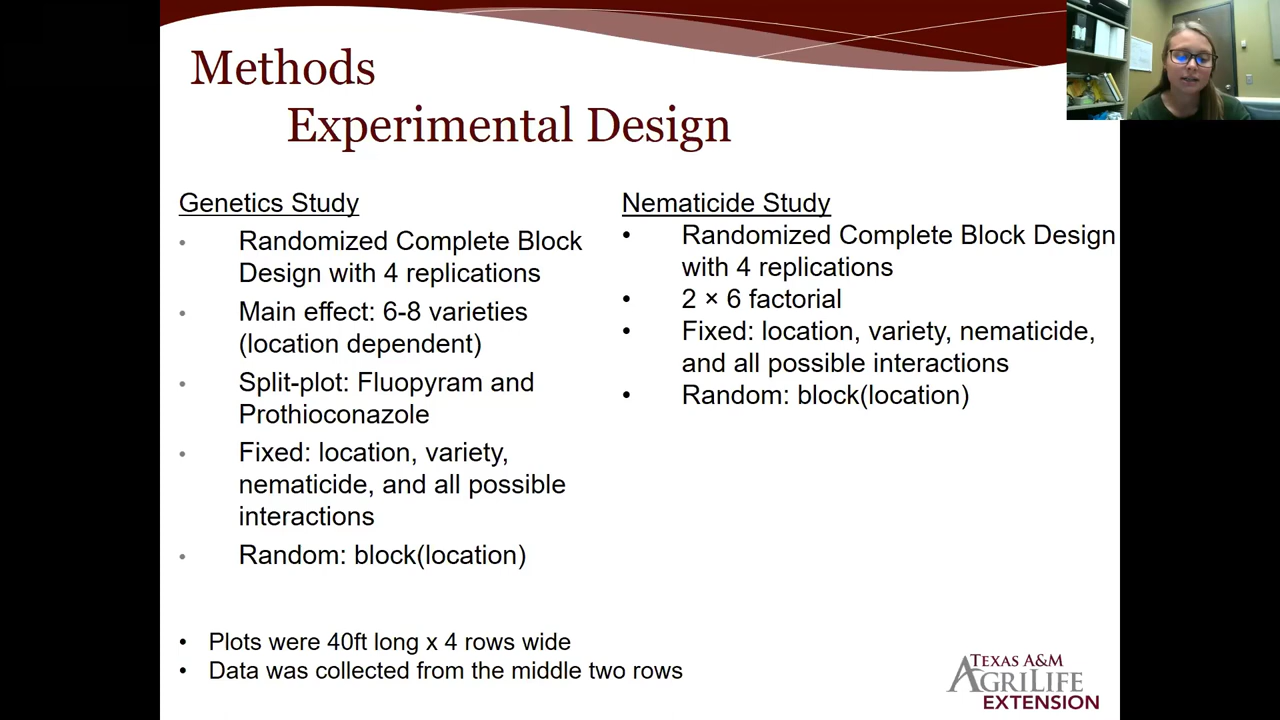 Methods
Experimental Design
Genetics Study
Randomized Complete Block
Design with 4 replications
Main effect: 6-8 varieties
(location dependent)
Split-plot: Fluopyram and
Prothioconazole
Fixed: location, variety,
nematicide, and all possible
interactions
Random: block(location)
Nematicide Study
Randomized Complete Block Design
with 4 replications
2 × 6 factorial
Fixed: location, variety, nematicide,
and all possible interactions
Random: block(location)
Plots were 40ft long x 4 rows wide
Data was collected from the middle two rows
TEXAS A&M
AGRILIFE
EXTENSION